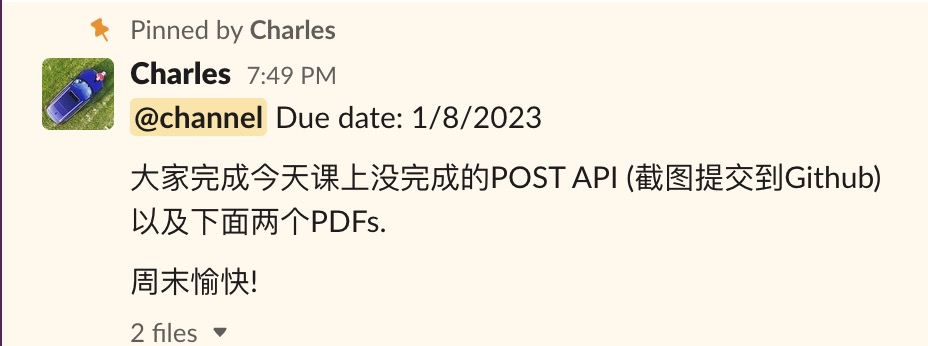 Pinned by Charles
Charles 7:49 PM
@channel Due date: 1/8/2023
大家完成今天课上没完成的POST API (截图提交到Github)
以及下面两个PDFs.
周末愉快!
2 files